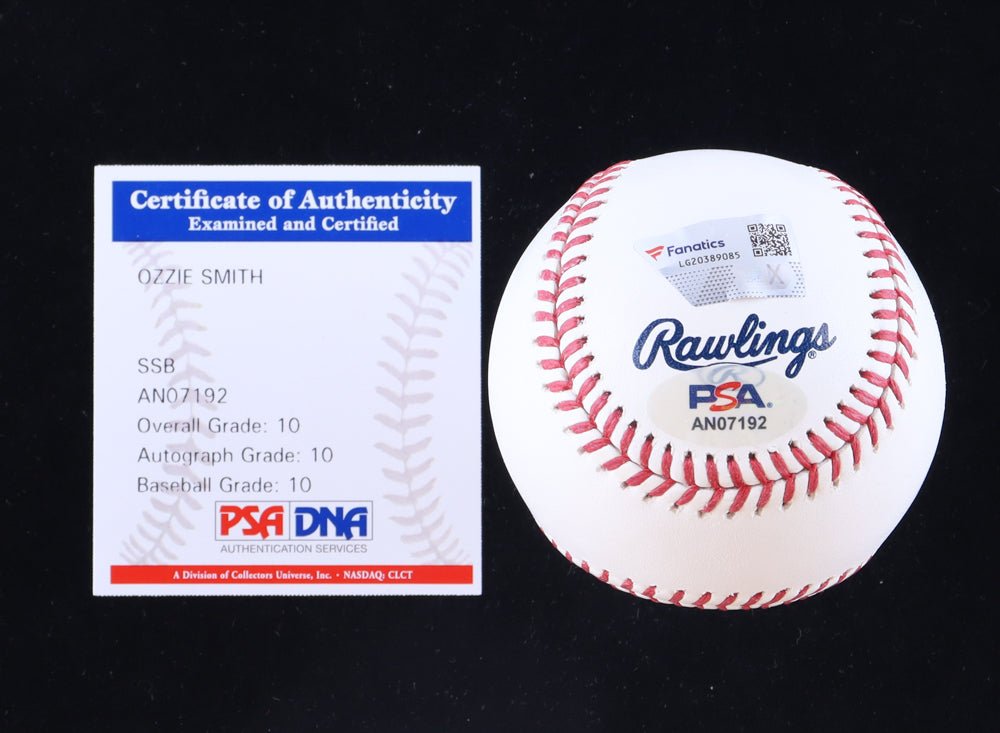 Certificate of Authenticity
Examined and Certified
OZZIE SMITH
SSB
AN07192
Overall Grade: 10
Autograph Grade: 10
Baseball Grade: 10
PSA DNA
AUTHENTICATION SERVICES
A Division of Collectors Universe, Inc. · NASDAQ: CLCT
Fanatics
LG20389085
X
Rawlings®
R
PSA®
AN07192